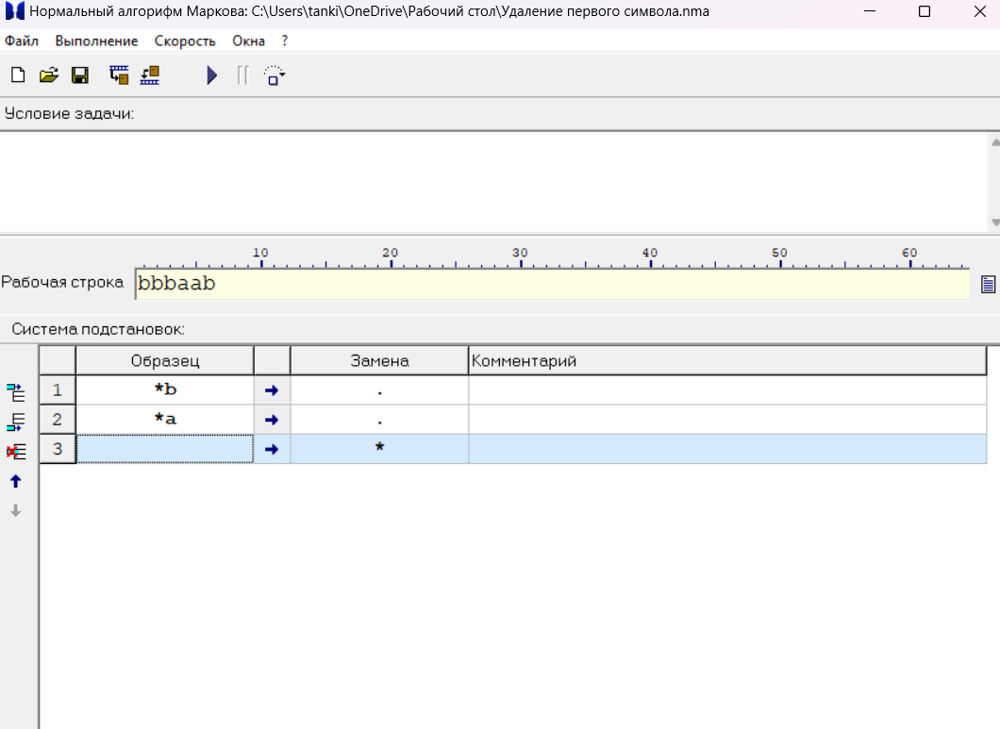 Нормальный алгорифм Маркова: C:\Users\tanki\OneDrive\Рабочий стол\Удаление первого символа.nma
Файл Выполнение Скорость Окна ?
Условие задачи:
10 20 30 40 50 60
Рабочая строка bbbaab
Система подстановок:
Образец Замена Комментарий
1 *b → .
2 *a → .
3 → *